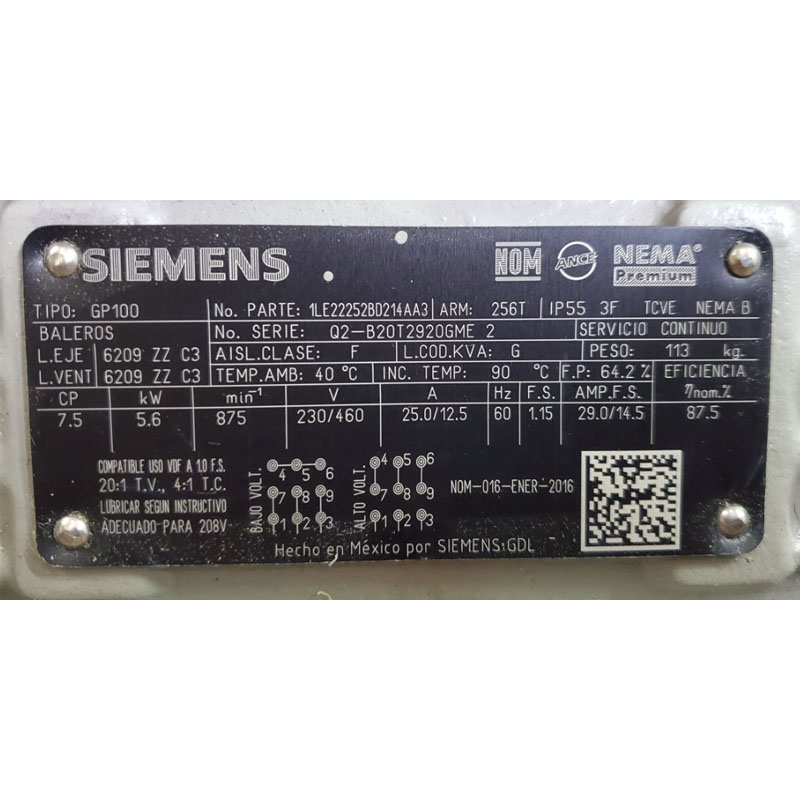 SIEMENS NOM ANCE NEMA® Premium
TIPO: GP100 No. PARTE: 1LE22252BD214AA3 ARM: 256T IP55 3F TCVE NEMA B
BALEROS No. SERIE: Q2-B20T2920GME 2 SERVICIO CONTINUO
L.EJE 6209 ZZ C3 AISL.CLASE: F L.COD.KVA: G PESO: 113 kg.
L.VENT 6209 ZZ C3 TEMP.AMB: 40 °C INC. TEMP: 90 °C F.P: 64.2 % EFICIENCIA
CP kW min⁻¹ V A Hz F.S. AMP.F.S. ηnom.%
7.5 5.6 875 230/460 25.0/12.5 60 1.15 29.0/14.5 87.5
COMPATIBLE USO VDF A 1.0 F.S.
20:1 T.V., 4:1 T.C.
LUBRICAR SEGUN INSTRUCTIVO
ADECUADO PARA 208V
BAJO VOLT.
4 5 6
7 8 9
1 2 3
ALTO VOLT.
4 5 6
7 8 9
1 2 3
NOM-016-ENER-2016
Hecho en México por SIEMENS:GDL